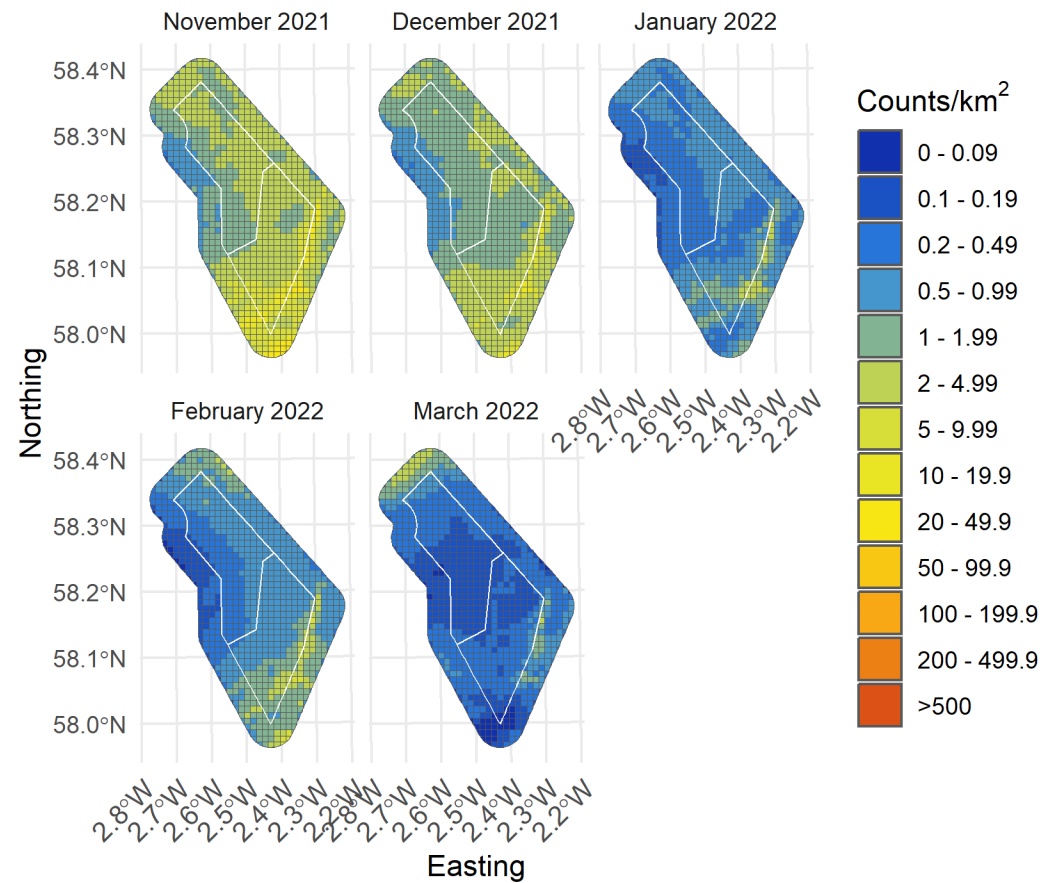 November 2021
December 2021
January 2022
58.4°N
58.3°N
58.2°N
58.1°N
58.0°N
2.8°W
2.7°W
2.6°W
2.5°W
2.4°W
2.3°W
2.2°W
February 2022
March 2022
58.4°N
58.3°N
58.2°N
58.1°N
58.0°N
2.8°W
2.7°W
2.6°W
2.5°W
2.4°W
2.3°W
2.2°W
2.8°W
2.7°W
2.6°W
2.5°W
2.4°W
2.3°W
2.2°W
Northing
Easting
Counts/km²
0 - 0.09
0.1 - 0.19
0.2 - 0.49
0.5 - 0.99
1 - 1.99
2 - 4.99
5 - 9.99
10 - 19.9
20 - 49.9
50 - 99.9
100 - 199.9
200 - 499.9
>500